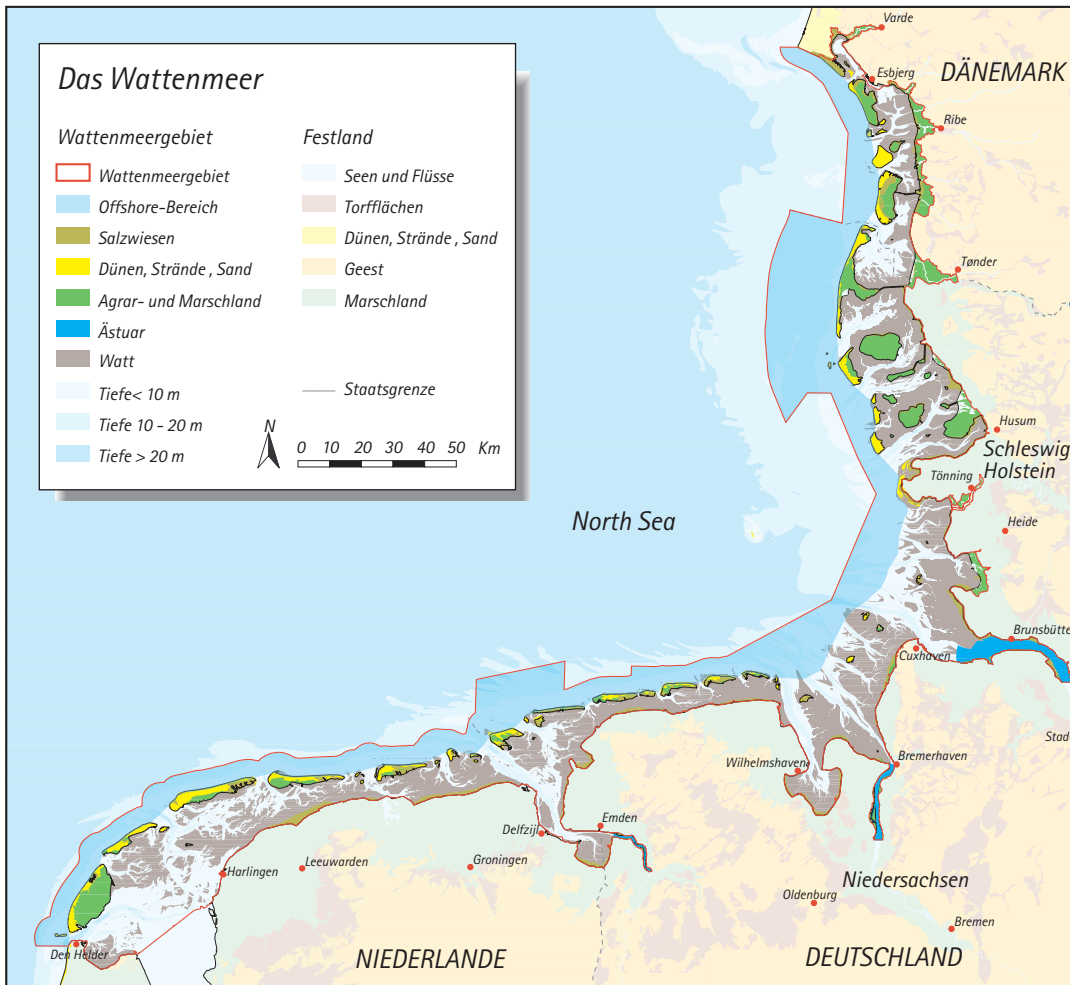 Das Wattenmeer
Wattenmeergebiet
Wattenmeergebiet
Offshore-Bereich
Salzwiesen
Dünen, Strände , Sand
Agrar- und Marschland
Ästuar
Watt
Tiefe< 10 m
Tiefe 10 - 20 m
Tiefe > 20 m
Festland
Seen und Flüsse
Torfflächen
Dünen, Strände , Sand
Geest
Marschland
Staatsgrenze
N
0 10 20 30 40 50 Km
Varde
Esbjerg
DÄNEMARK
Ribe
Tønder
Husum
Schleswig
Holstein
Tönning
North Sea
Heide
Brunsbütte
Cuxhaven
Stad
Wilhelmshaven
Bremerhaven
Emden
Delfzijl
Groningen
Leeuwarden
Harlingen
Niedersachsen
Oldenburg
Bremen
Den Helder
NIEDERLANDE
DEUTSCHLAND